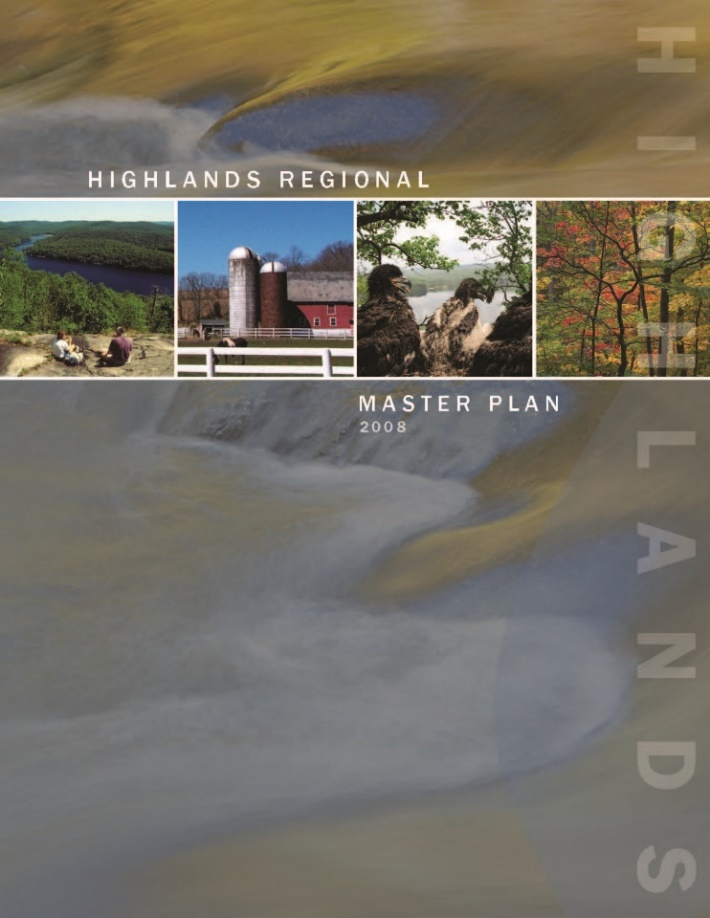 HIGHLANDS REGIONAL
MASTER PLAN
2008
HIGHLANDS